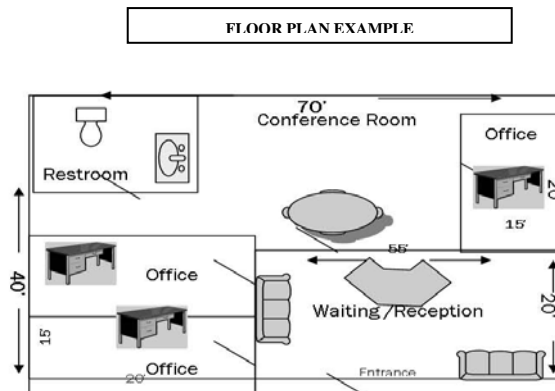 FLOOR PLAN EXAMPLE
70'
Conference Room
Office
Restroom
20'
15'
55'
40'
Office
Waiting/Reception
20'
15'
Office
Entrance
20'